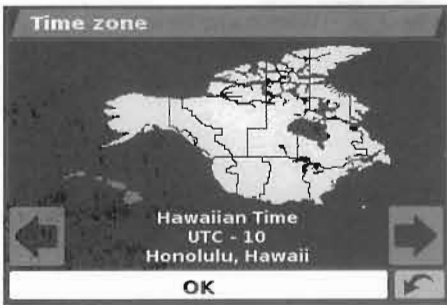 Time zone
Hawaiian Time
UTC - 10
Honolulu, Hawaii
OK